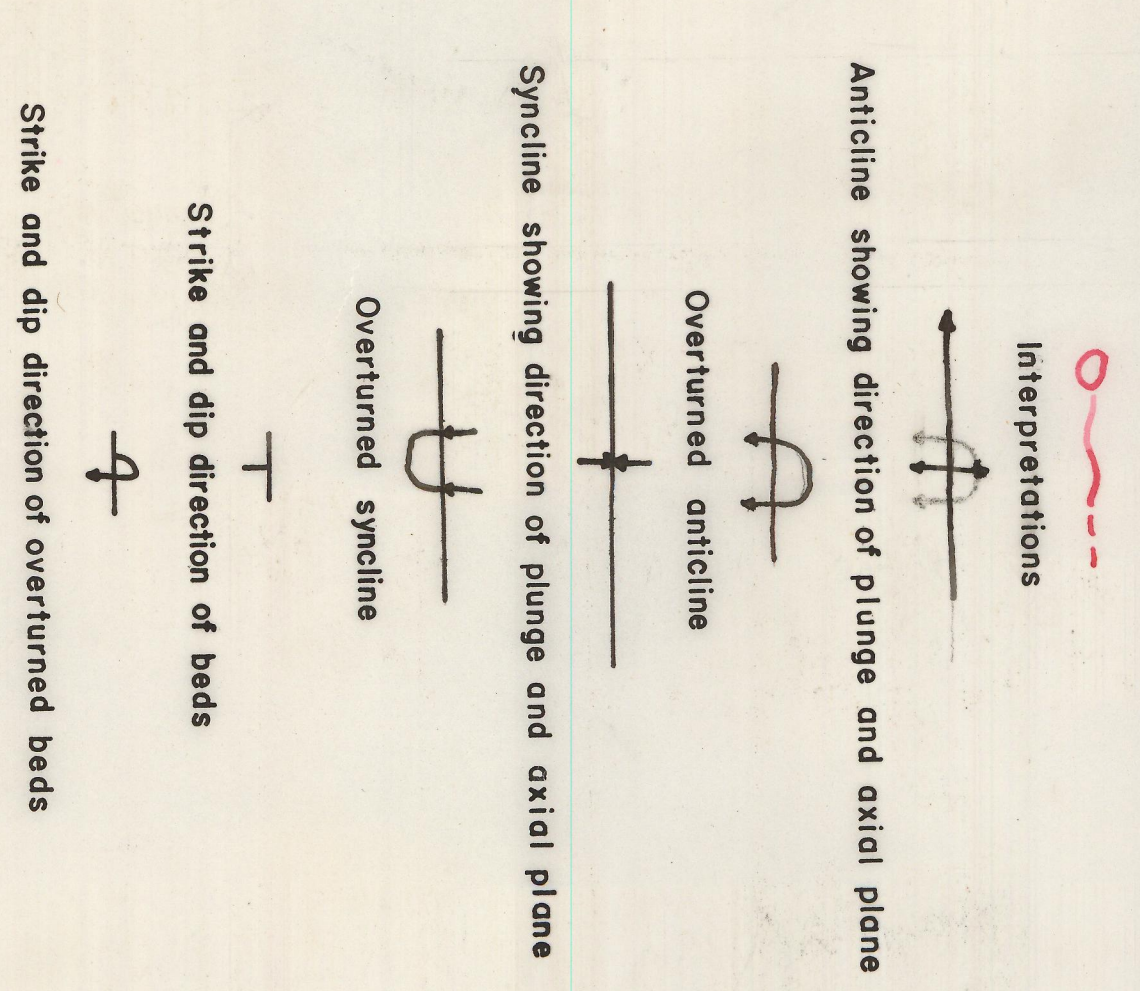 Interpretations
Anticline showing direction of plunge and axial plane
Overturned anticline
Syncline showing direction of plunge and axial plane
Overturned syncline
Strike and dip direction of beds
Strike and dip direction of overturned beds